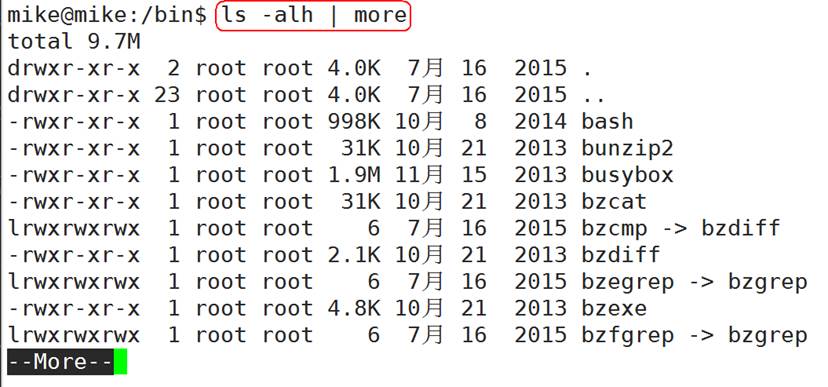 mike@mike:/bin$ ls -alh | more
total 9.7M
drwxr-xr-x  2 root root 4.0K  7月 16  2015 .
drwxr-xr-x 23 root root 4.0K  7月 16  2015 ..
-rwxr-xr-x  1 root root 998K 10月  8  2014 bash
-rwxr-xr-x  1 root root  31K 10月 21  2013 bunzip2
-rwxr-xr-x  1 root root 1.9M 11月 15  2013 busybox
-rwxr-xr-x  1 root root  31K 10月 21  2013 bzcat
lrwxrwxrwx  1 root root    6  7月 16  2015 bzcmp -> bzdiff
-rwxr-xr-x  1 root root 2.1K 10月 21  2013 bzdiff
lrwxrwxrwx  1 root root    6  7月 16  2015 bzegrep -> bzgrep
-rwxr-xr-x  1 root root 4.8K 10月 21  2013 bzexe
lrwxrwxrwx  1 root root    6  7月 16  2015 bzfgrep -> bzgrep
--More--